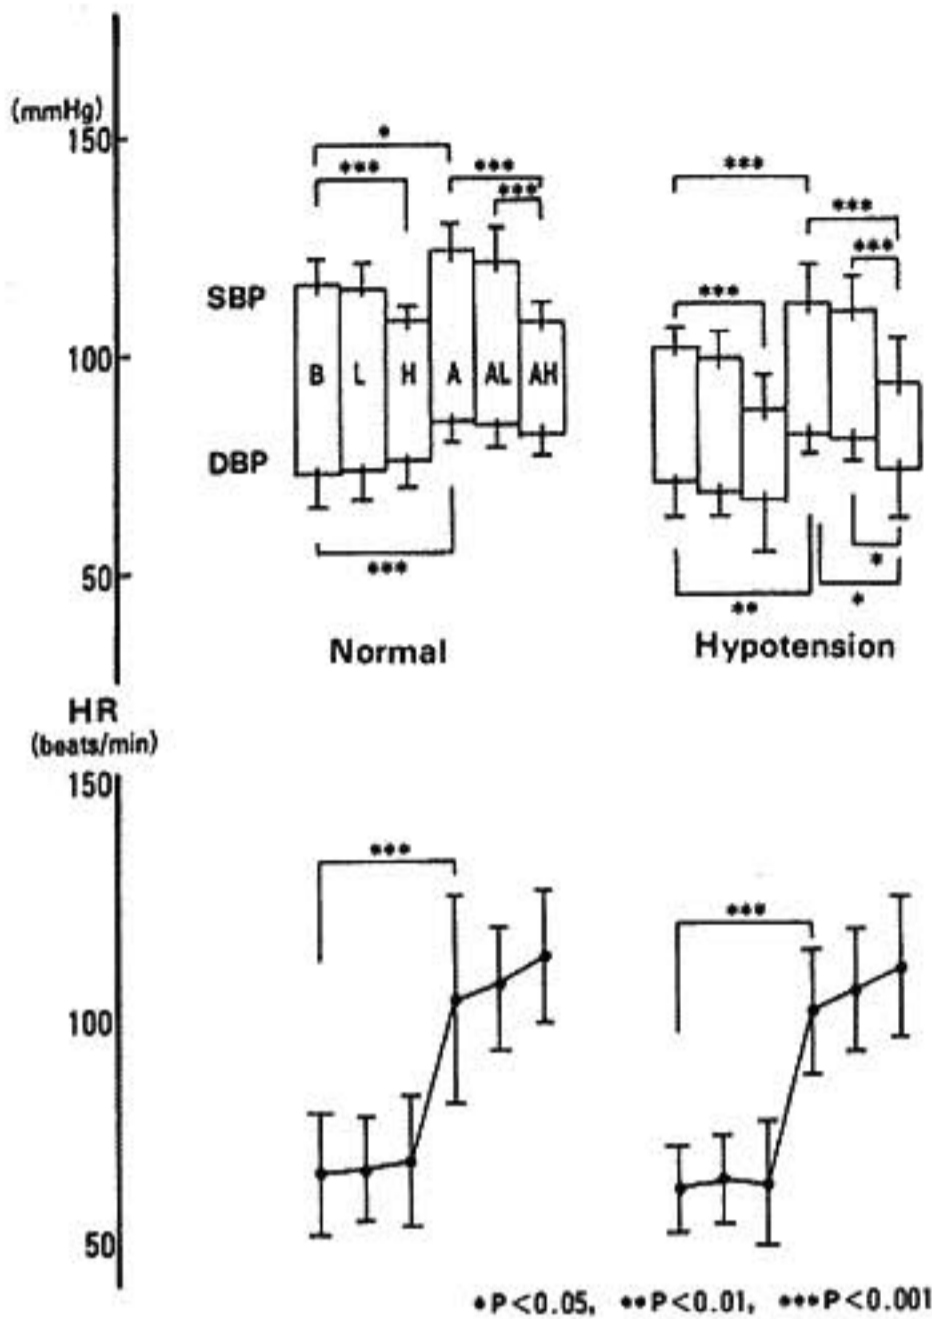 (mmHg)
150
*
***
***
***
***
***
***
***
SBP
100
B L H A AL AH
DBP
***
50
**
*
*
Normal
Hypotension
HR
(beats/min)
150
***
***
100
50
*P<0.05, **P<0.01, ***P<0.001